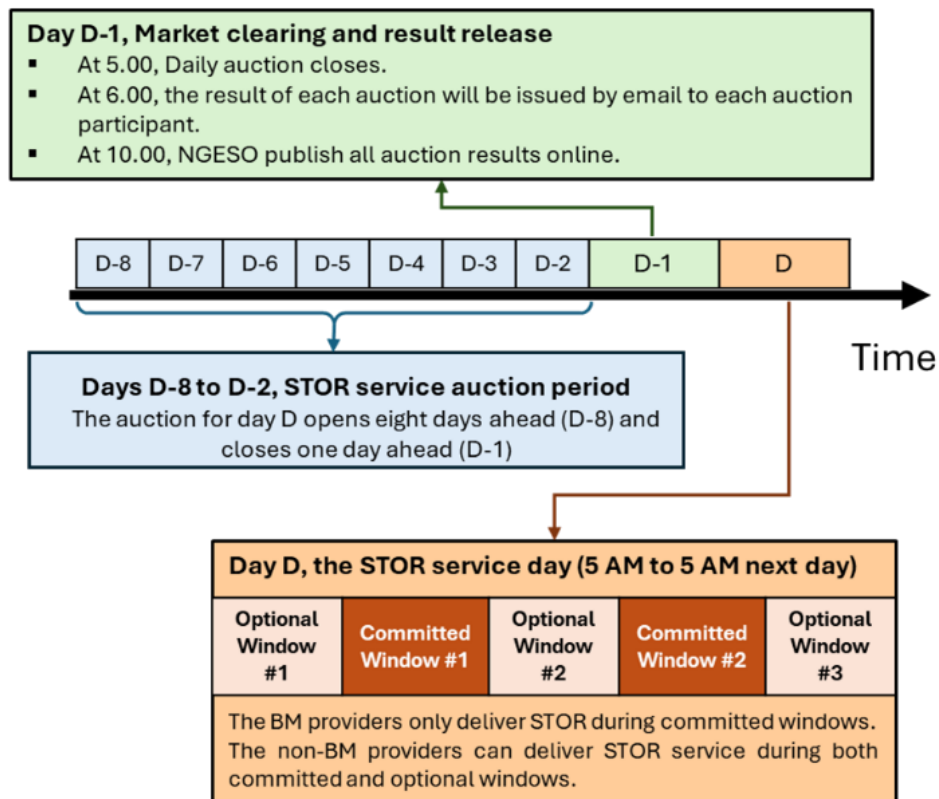 Day D-1, Market clearing and result release
▪ At 5.00, Daily auction closes.
▪ At 6.00, the result of each auction will be issued by email to each auction
participant.
▪ At 10.00, NGESO publish all auction results online.
D-8 D-7 D-6 D-5 D-4 D-3 D-2 D-1 D
Time
Days D-8 to D-2, STOR service auction period
The auction for day D opens eight days ahead (D-8) and
closes one day ahead (D-1)
Day D, the STOR service day (5 AM to 5 AM next day)
Optional
Window
#1
Committed
Window #1
Optional
Window
#2
Committed
Window #2
Optional
Window
#3
The BM providers only deliver STOR during committed windows.
The non-BM providers can deliver STOR service during both
committed and optional windows.